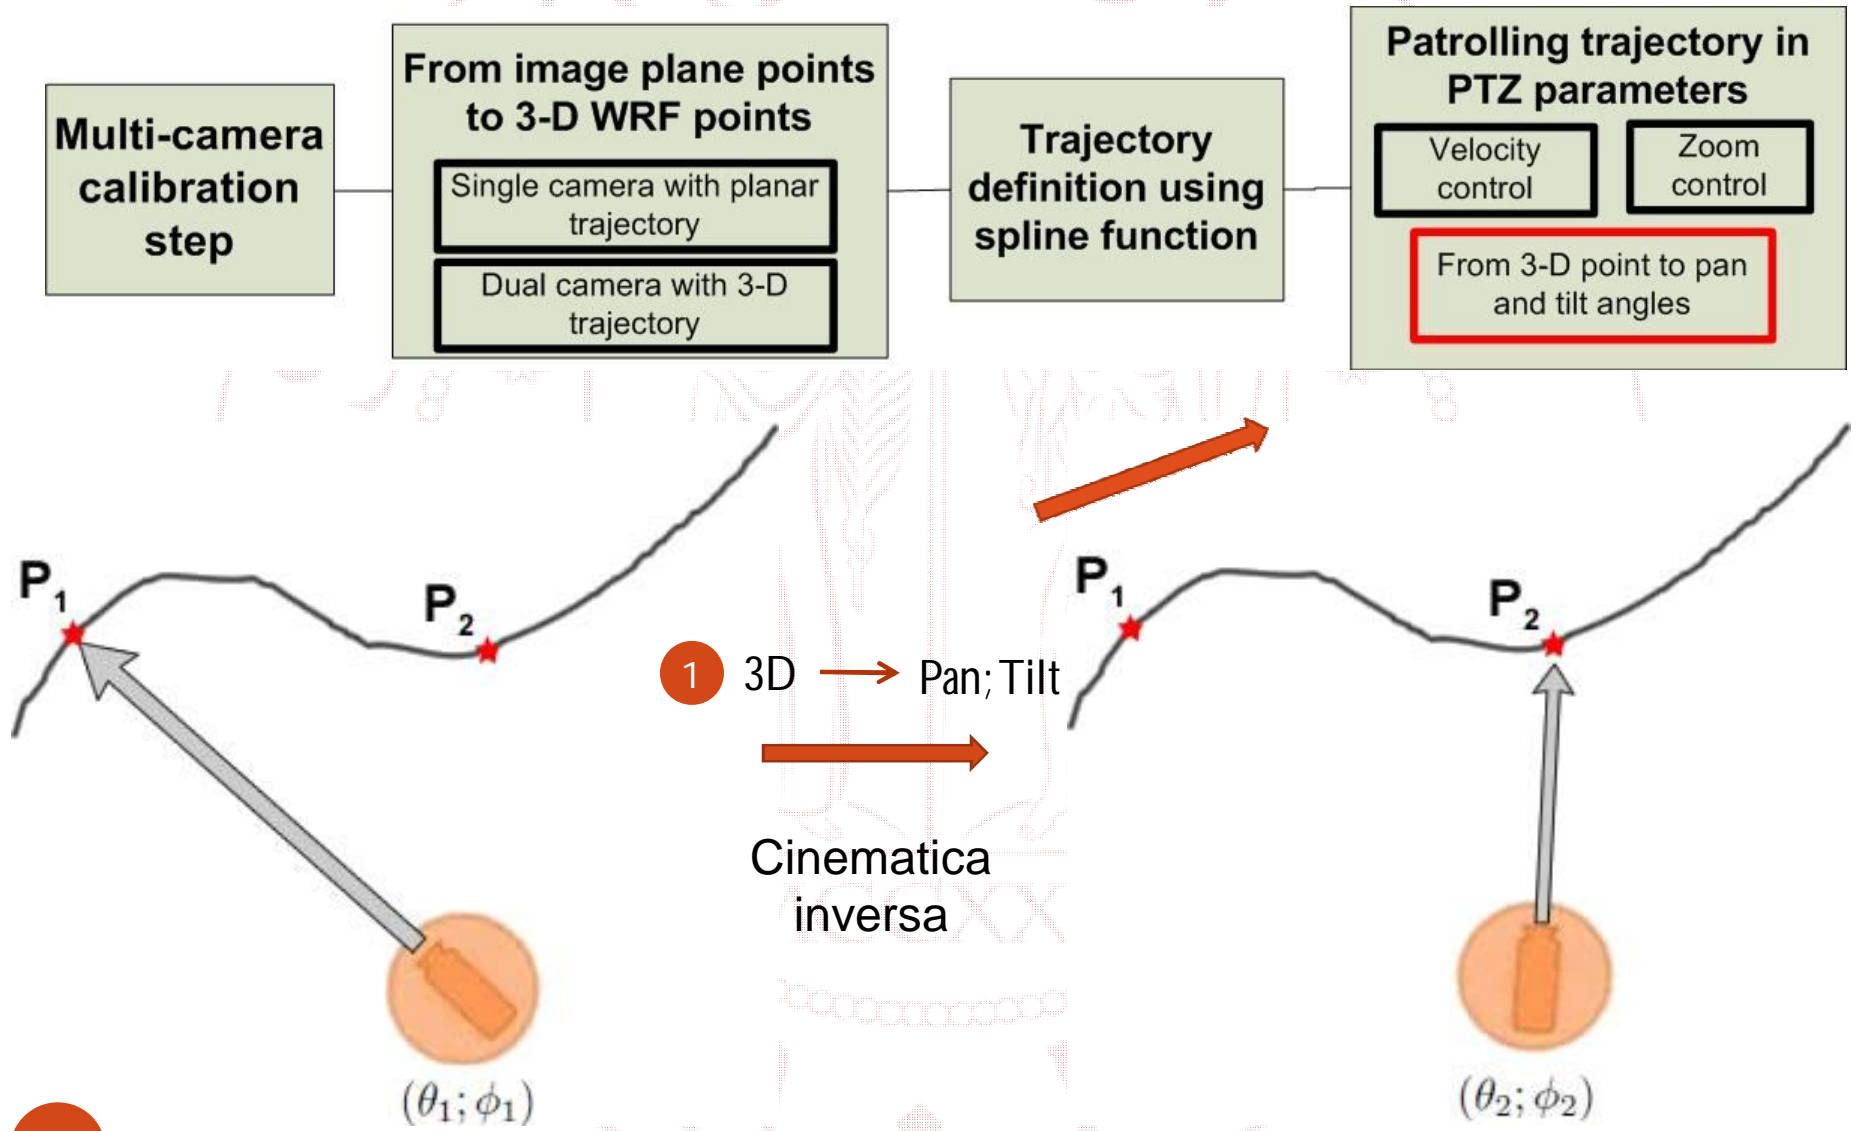 Multi-camera
calibration
step
From image plane points
to 3-D WRF points
Single camera with planar
trajectory
Dual camera with 3-D
trajectory
Trajectory
definition using
spline function
Patrolling trajectory in
PTZ parameters
Velocity
control
Zoom
control
From 3-D point to pan
and tilt angles
P1
P2
1 3D → Pan; Tilt
Cinematica
inversa
(θ1; ϕ1)
P1
P2
(θ2; ϕ2)